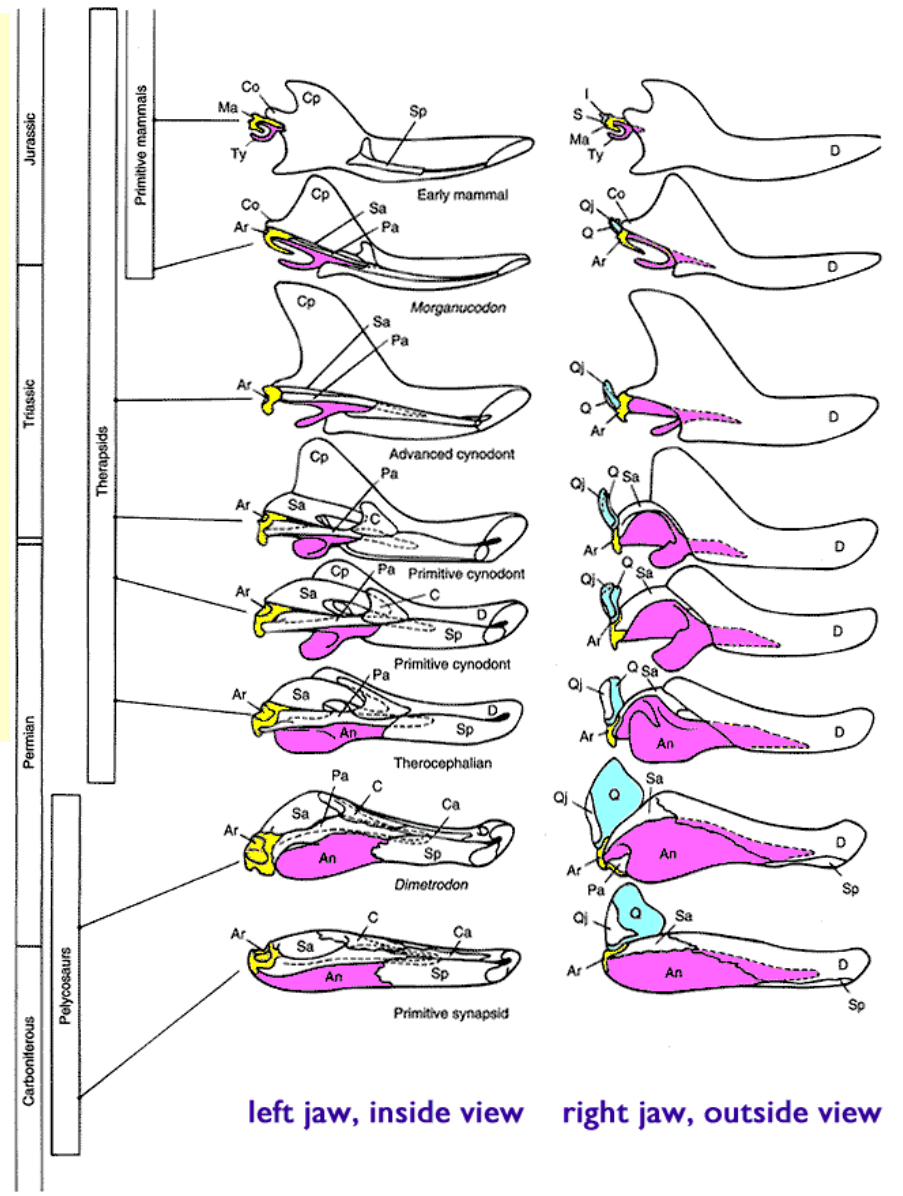 Jurassic
Triassic
Permian
Carboniferous
Primitive mammals
Therapsids
Pelycosaurs
Co
Cp
Ma
Sp
Ty
Early mammal
I
S
Ma
Ty
D
Cp
Co
Sa
Ar
Pa
Morganucodon
Qj
Co
Q
Ar
D
Cp
Sa
Pa
Ar
Advanced cynodont
Qj
Q
Ar
D
Cp
Pa
Ar
Sa
C
Primitive cynodont
Qj
Q
Sa
Ar
D
Cp
Pa
Ar
Sa
C
D
Sp
Primitive cynodont
Qj
Q
Sa
Ar
D
Pa
Ar
Sa
D
An
Sp
Therocephalian
Qj
Q
Sa
Ar
An
D
Pa
C
Sa
Ca
Ar
An
Sp
Dimetrodon
Qj
Q
Sa
Ar
An
D
Pa
Sp
C
Ar
Sa
Ca
An
Sp
Primitive synapsid
Qj
Q
Sa
Ar
An
D
Sp
left jaw, inside view
right jaw, outside view